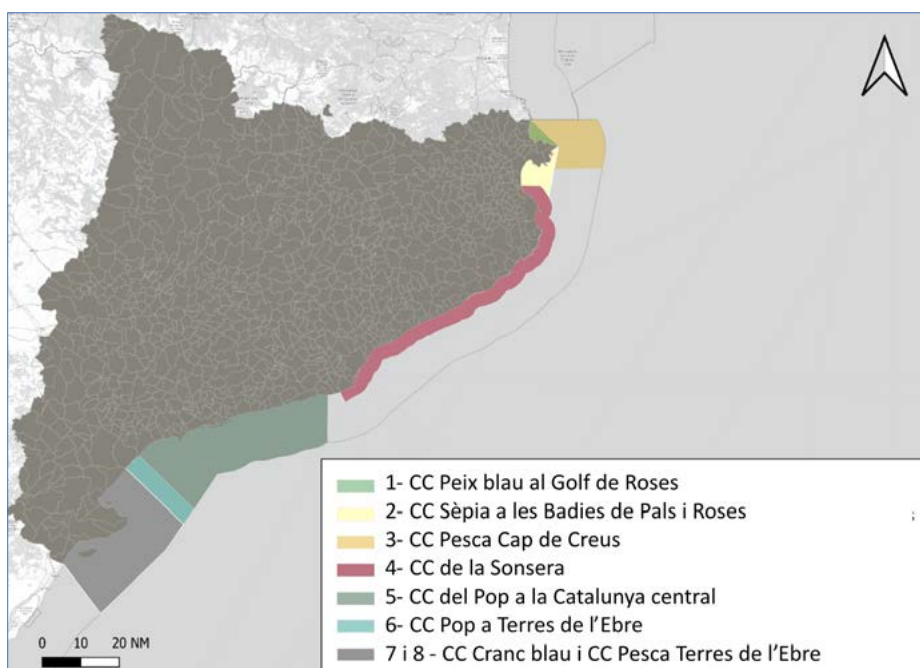 1- CC Peix blau al Golf de Roses
2- CC Sèpia a les Badies de Pals i Roses
;
3- CC Pesca Cap de Creus
4- CC de la Sonsera
5- CC del Pop a la Catalunya central
6- CC Pop a Terres de l’Ebre
7 i 8 - CC Cranc blau i CC Pesca Terres de l’Ebre
0 10 20 NM